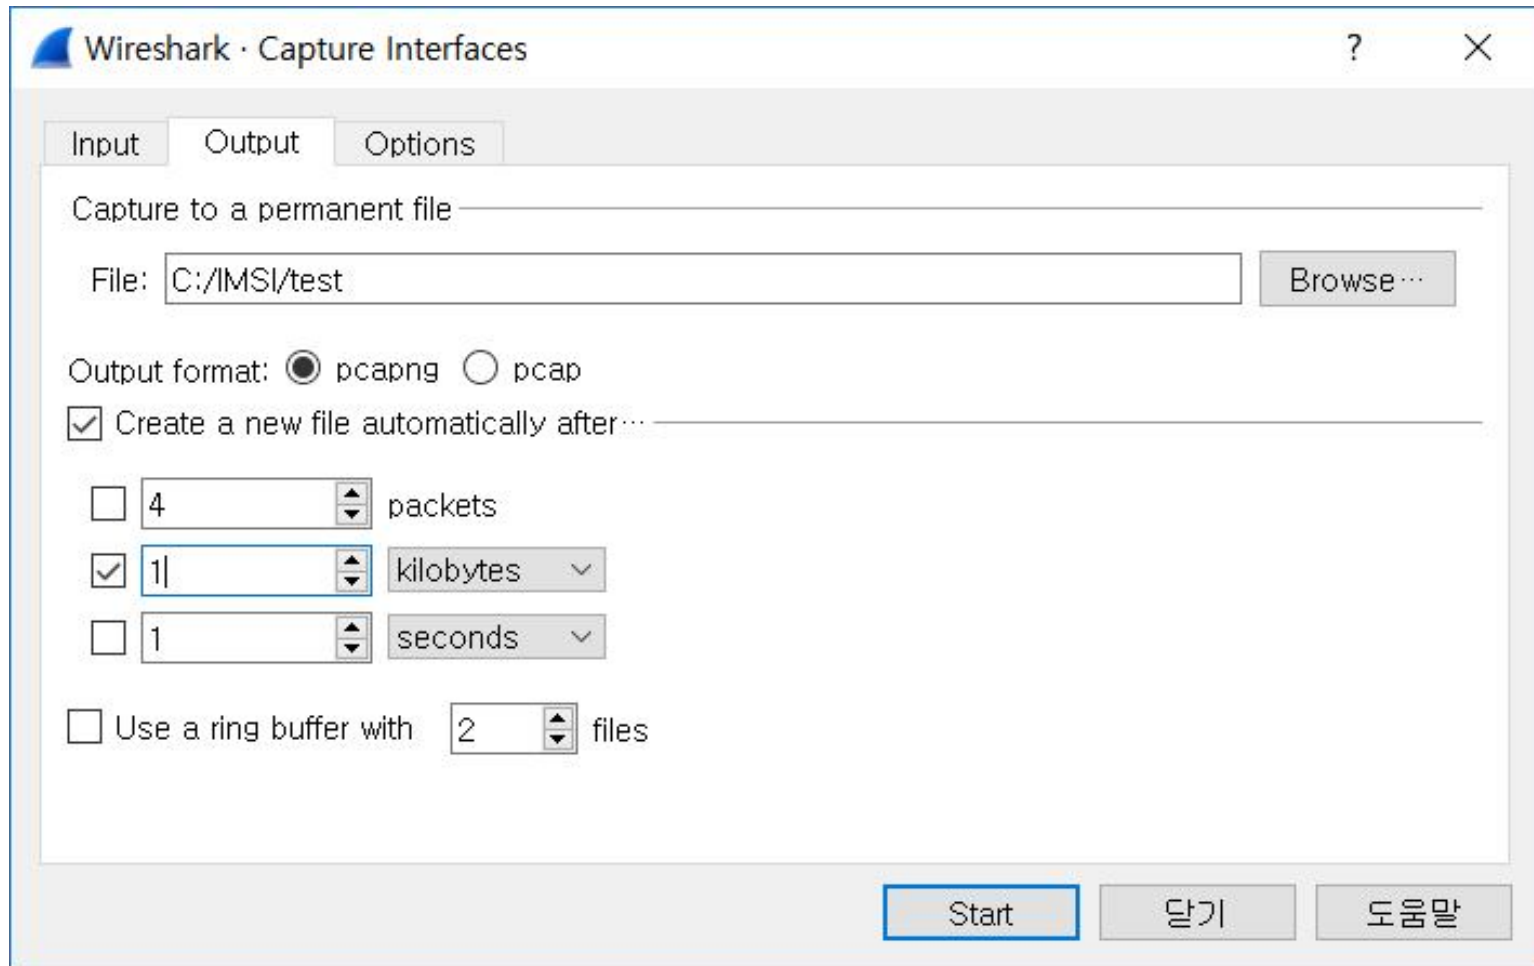 Wireshark · Capture Interfaces ?
Input Output Options
Capture to a permanent file
File: C:/IMSI/test Browse…
Output format: pcapng pcap
Create a new file automatically after…
4 packets
1 kilobytes
1 seconds
Use a ring buffer with 2 files
Start 닫기 도움말